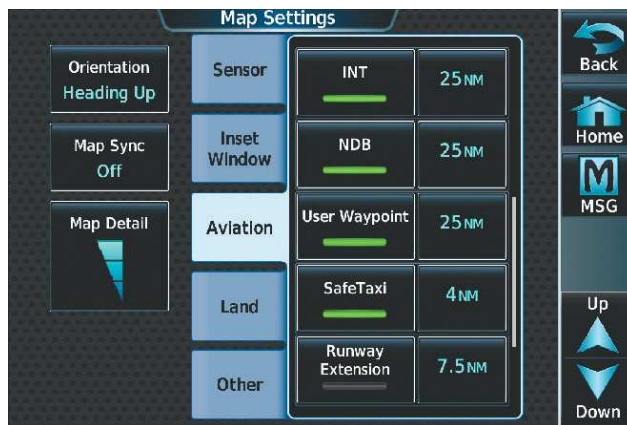 Map Settings
Orientation
Heading Up
Map Sync
Off
Map Detail
Sensor
Inset
Window
Aviation
Land
Other
INT
25NM
NDB
25NM
User Waypoint
25NM
SafeTaxi
4NM
Runway
Extension
7.5NM
Back
Home
MSG
Up
Down